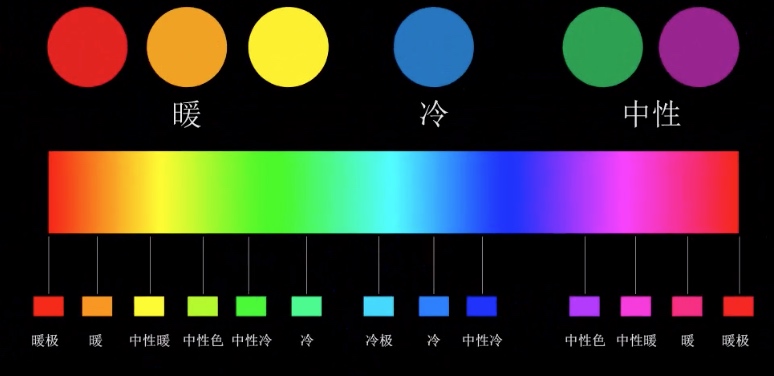 暖 冷 中性
暖极 暖 中性暖 中性色 中性冷 冷 冷极 冷 中性冷 中性色 中性暖 暖 暖极